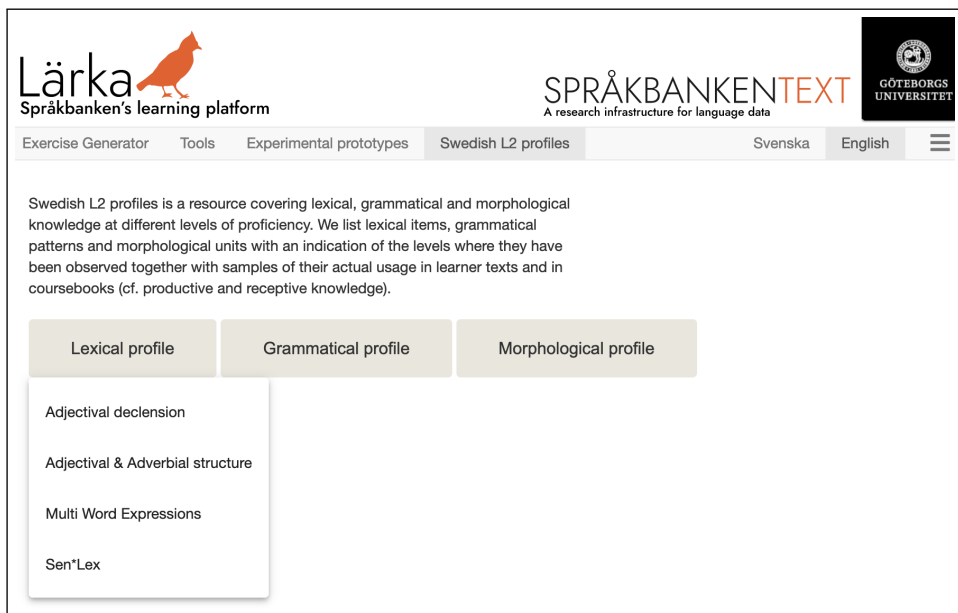 Lärka
Språkbanken's learning platform
SPRÅKBANKENTEXT
A research infrastructure for language data
GÖTEBORGS
UNIVERSITET
Exercise Generator Tools Experimental prototypes Swedish L2 profiles Svenska English
Swedish L2 profiles is a resource covering lexical, grammatical and morphological
knowledge at different levels of proficiency. We list lexical items, grammatical
patterns and morphological units with an indication of the levels where they have
been observed together with samples of their actual usage in learner texts and in
coursebooks (cf. productive and receptive knowledge).
Lexical profile Grammatical profile Morphological profile
Adjectival declension
Adjectival & Adverbial structure
Multi Word Expressions
Sen*Lex